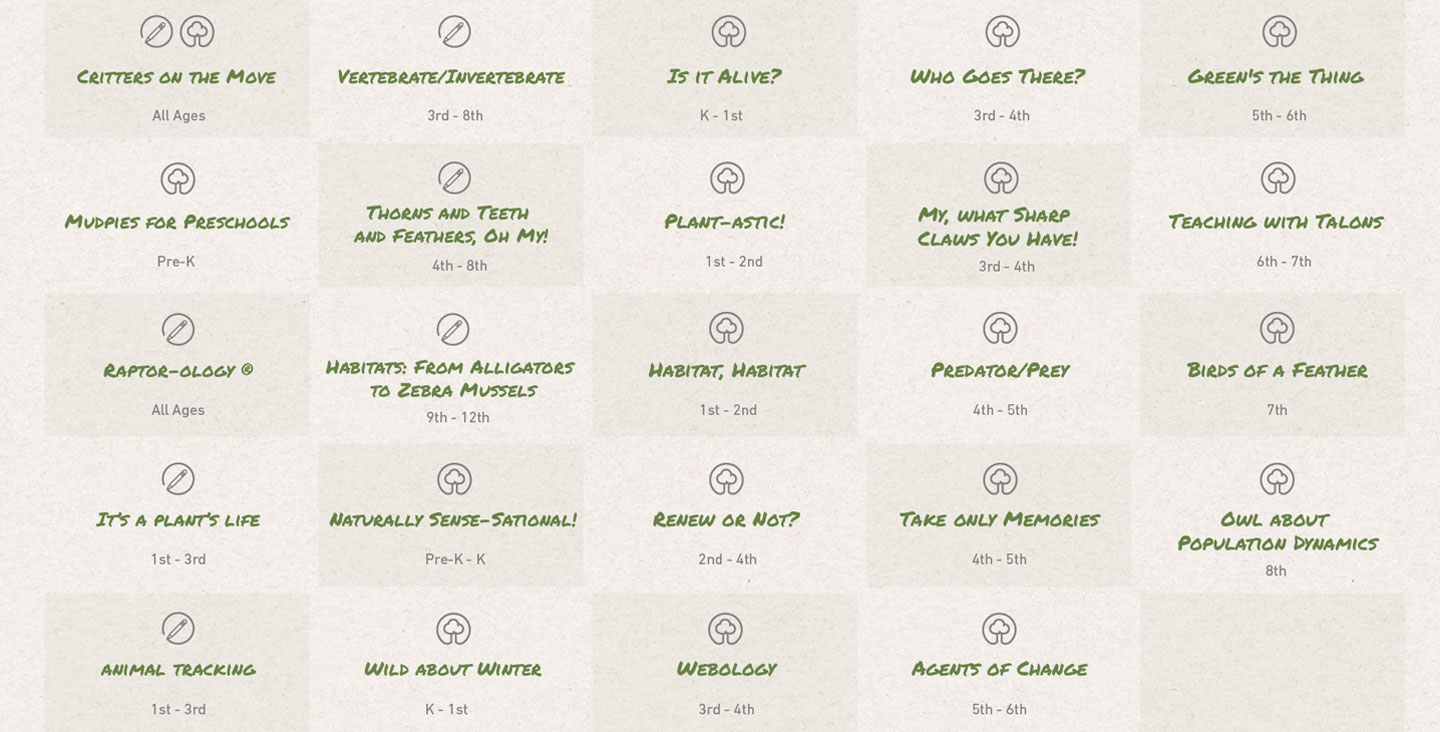 Critters on the Move
All Ages
Vertebrate/Invertebrate
3rd - 8th
Is it Alive?
K - 1st
Who Goes There?
3rd - 4th
Green's the Thing
5th - 6th
Mudpies for Preschools
Pre-K
Thorns and Teeth
and Feathers, Oh My!
4th - 8th
Plant-astic!
1st - 2nd
My, what Sharp
Claws You Have!
3rd - 4th
Teaching with Talons
6th - 7th
Raptor-ology ®
All Ages
Habitats: From Alligators
to Zebra Mussels
9th - 12th
Habitat, Habitat
1st - 2nd
Predator/Prey
4th - 5th
Birds of a Feather
7th
It's a plant's life
1st - 3rd
Naturally Sense-Sational!
Pre-K - K
Renew or Not?
2nd - 4th
Take only Memories
4th - 5th
Owl about
Population Dynamics
8th
animal tracking
1st - 3rd
Wild about Winter
K - 1st
Webology
3rd - 4th
Agents of Change
5th - 6th